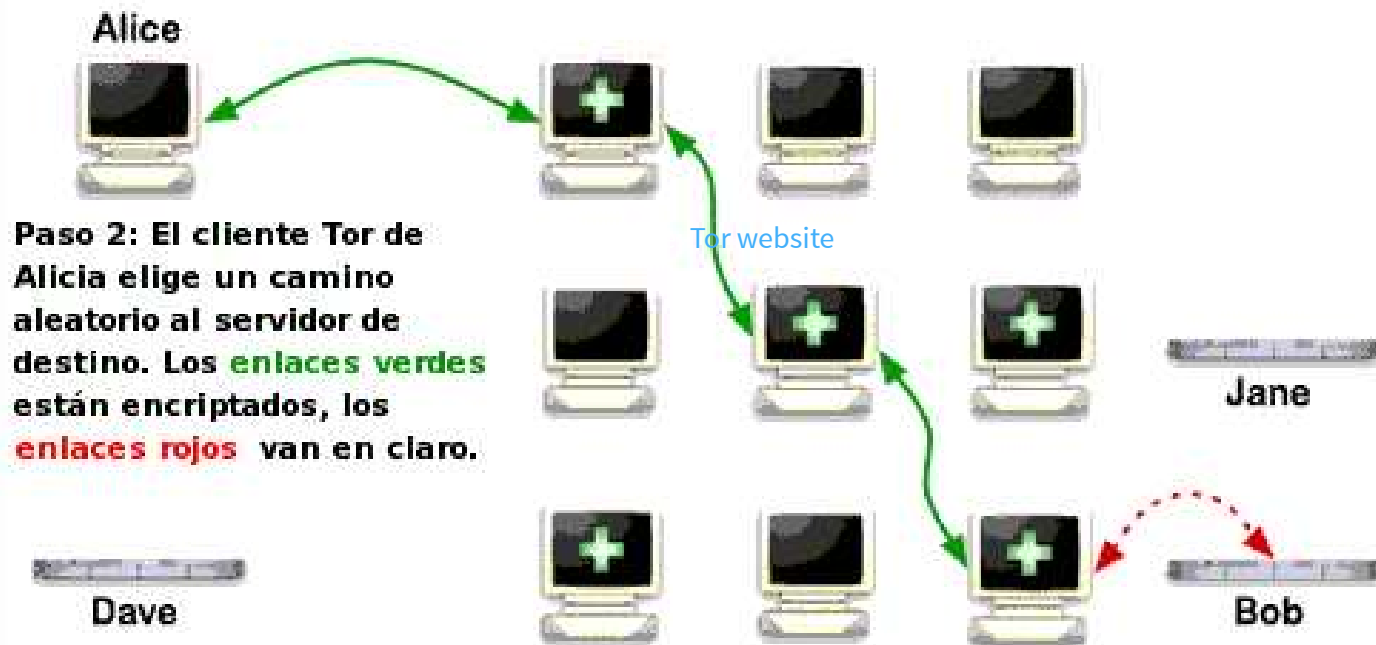 Alice
Tor website
Paso 2: El cliente Tor de
Alicia elige un camino
aleatorio al servidor de
destino. Los enlaces verdes
están encriptados, los
enlaces rojos van en claro.
Jane
Dave
Bob